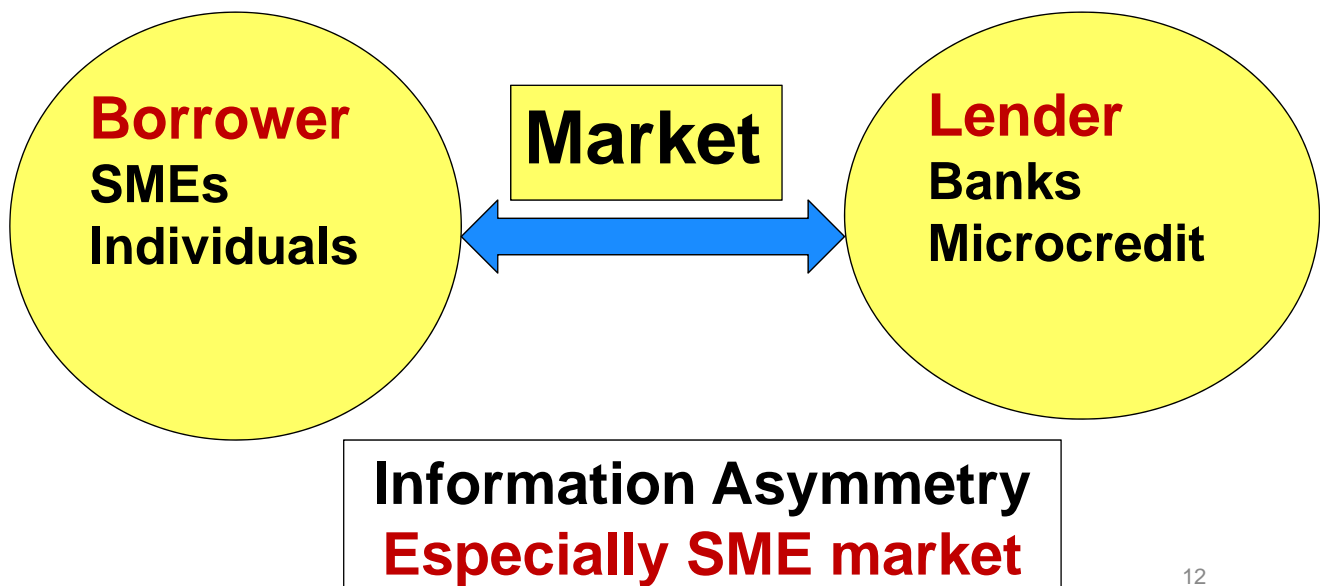 Borrower
SMEs
Individuals
Market
Lender
Banks
Microcredit
Information Asymmetry
Especially SME market
12